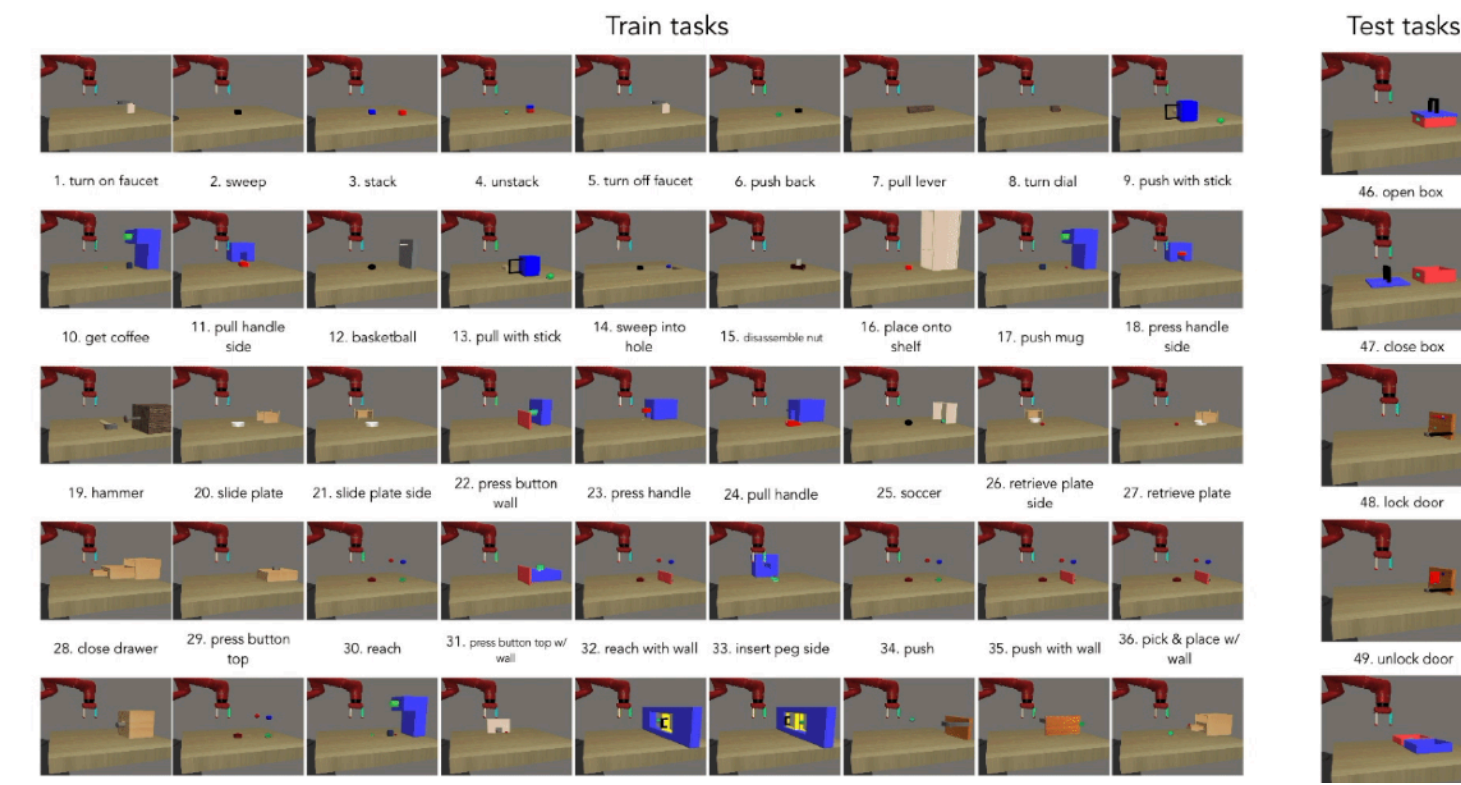 Train tasks
Test tasks
1. turn on faucet
2. sweep
3. stack
4. unstack
5. turn off faucet
6. push back
7. pull lever
8. turn dial
9. push with stick
46. open box
10. get coffee
11. pull handle
side
12. basketball
13. pull with stick
14. sweep into
hole
15. disassemble nut
16. place onto
shelf
17. push mug
18. press handle
side
47. close box
19. hammer
20. slide plate
21. slide plate side
22. press button
wall
23. press handle
24. pull handle
25. soccer
26. retrieve plate
side
27. retrieve plate
48. lock door
28. close drawer
29. press button
top
30. reach
31. press button top w/
wall
32. reach with wall
33. insert peg side
34. push
35. push with wall
36. pick & place w/
wall
49. unlock door